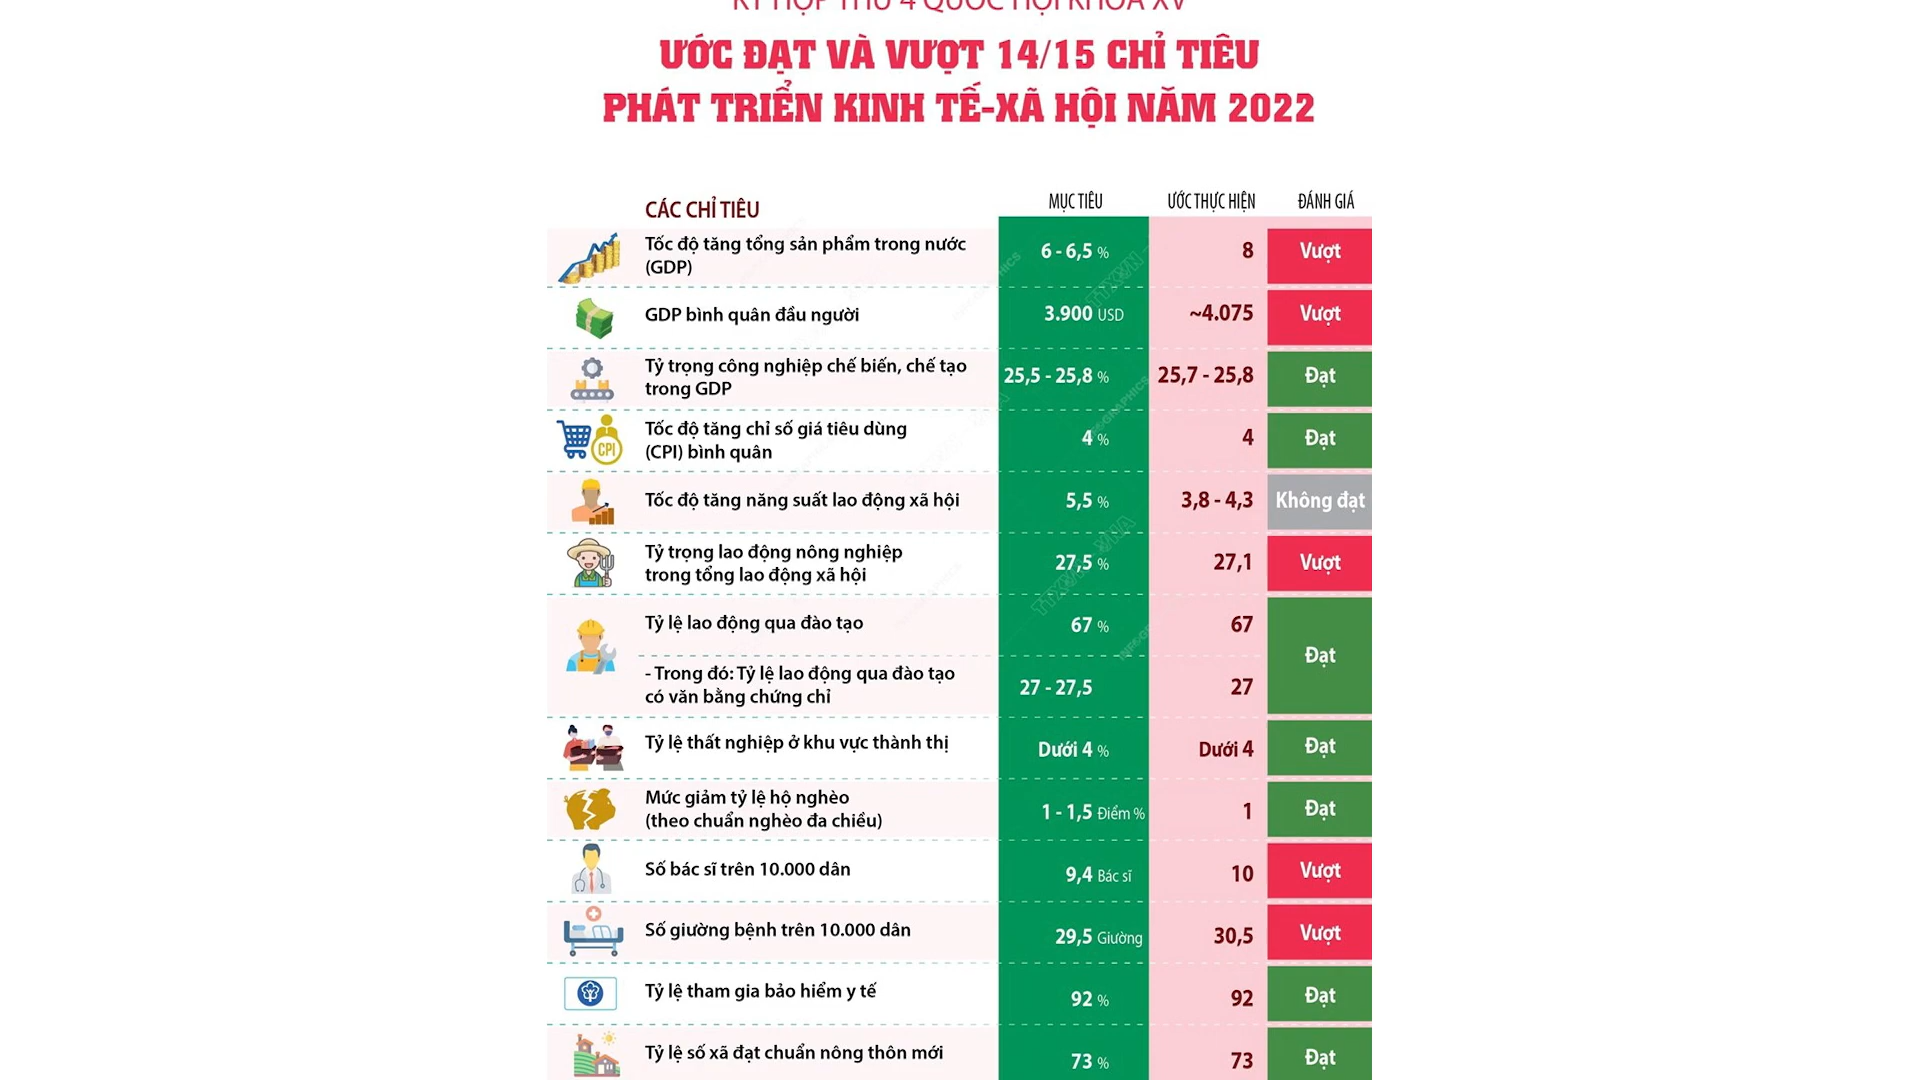 KỲ HỌP THỨ 4 QUỐC HỘI KHÓA XV
ƯỚC ĐẠT VÀ VƯỢT 14/15 CHỈ TIÊU
PHÁT TRIỂN KINH TẾ-XÃ HỘI NĂM 2022
CÁC CHỈ TIÊU
MỤC TIÊU
ƯỚC THỰC HIỆN
ĐÁNH GIÁ
Tốc độ tăng tổng sản phẩm trong nước
(GDP)
6 - 6,5 %
8
Vượt
GDP bình quân đầu người
3.900 USD
~4.075
Vượt
Tỷ trọng công nghiệp chế biến, chế tạo
trong GDP
25,5 - 25,8 %
25,7 - 25,8
Đạt
CPI
Tốc độ tăng chỉ số giá tiêu dùng
(CPI) bình quân
4 %
4
Đạt
Tốc độ tăng năng suất lao động xã hội
5,5 %
3,8 - 4,3
Không đạt
Tỷ trọng lao động nông nghiệp
trong tổng lao động xã hội
27,5 %
27,1
Vượt
Tỷ lệ lao động qua đào tạo
67 %
67
Đạt
- Trong đó: Tỷ lệ lao động qua đào tạo
có văn bằng chứng chỉ
27 - 27,5
27
Tỷ lệ thất nghiệp ở khu vực thành thị
Dưới 4 %
Dưới 4
Đạt
Mức giảm tỷ lệ hộ nghèo
(theo chuẩn nghèo đa chiều)
1 - 1,5 Điểm %
1
Đạt
Số bác sĩ trên 10.000 dân
9,4 Bác sĩ
10
Vượt
Số giường bệnh trên 10.000 dân
29,5 Giường
30,5
Vượt
Tỷ lệ tham gia bảo hiểm y tế
92 %
92
Đạt
Tỷ lệ số xã đạt chuẩn nông thôn mới
73 %
73
Đạt